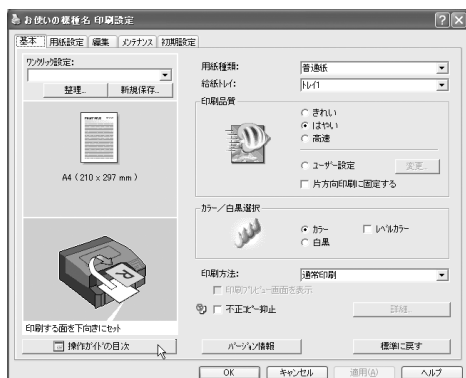 お使いの機種名 印刷設定
基本 用紙設定 編集 メンテナンス 初期設定
ワンクリック設定:
整理... 新規保存...
A4 ( 210 × 297 mm )
印刷する面を下向きにセット
操作ガイドの目次
用紙種類: 普通紙
給紙トレイ: トレイ1
印刷品質
きれい
はやい
高速
ユーザー設定 変更...
片方向印刷に固定する
カラー/白黒選択
カラー レベルカラー
白黒
印刷方法: 通常印刷
印刷プレビュー画面を表示
不正コピー抑止 詳細...
バージョン情報 標準に戻す
OK キャンセル 適用(A) ヘルプ